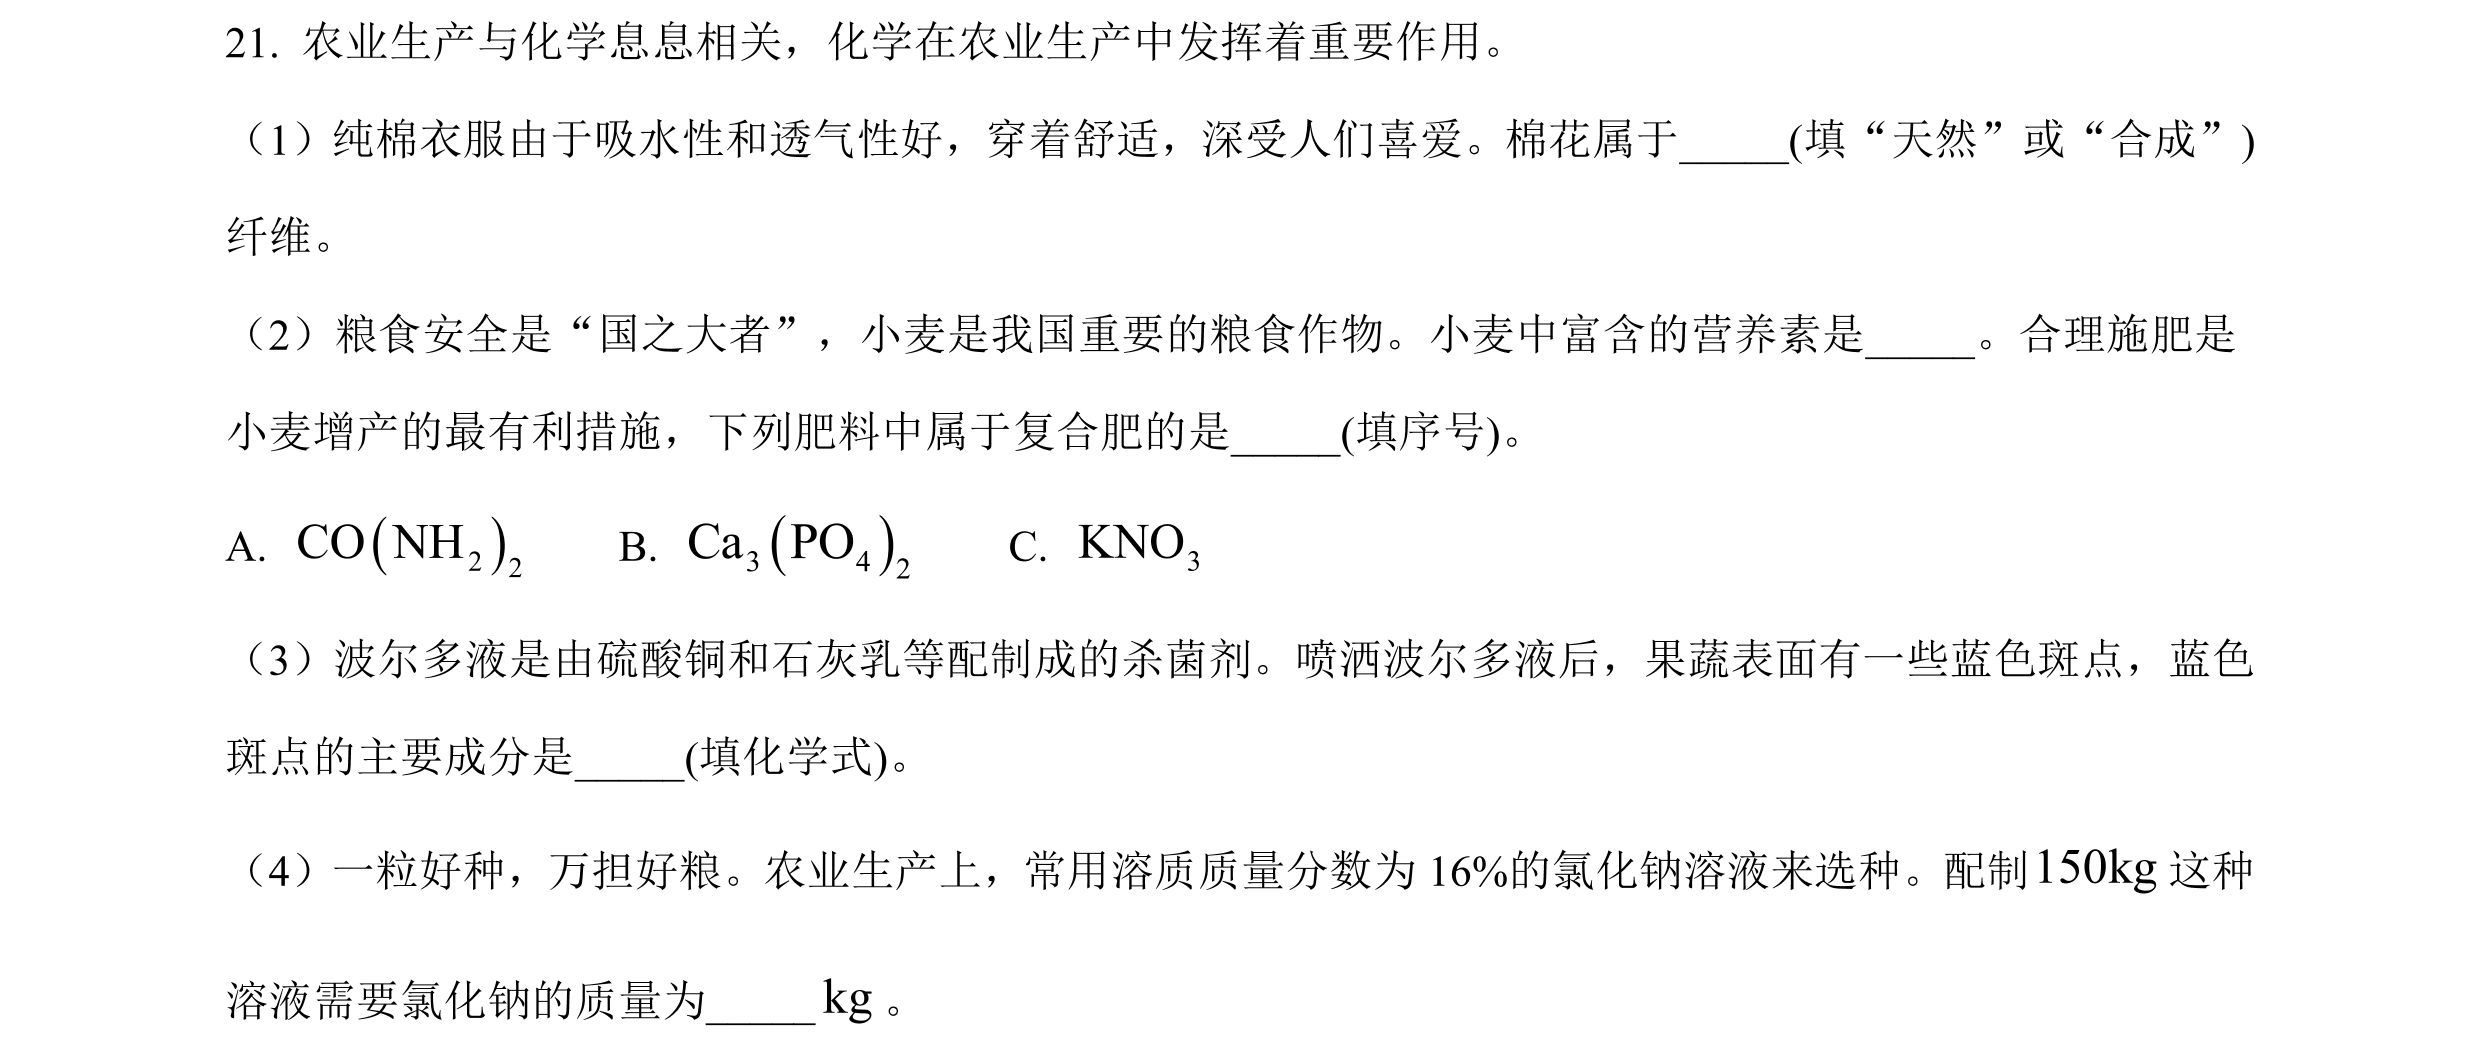 21. 农业生产与化学息息相关，化学在农业生产中发挥着重要作用。
（1）纯棉衣服由于吸水性和透气性好，穿着舒适，深受人们喜爱。棉花属于_____(填“天然”或“合成”)
纤维。
（2）粮食安全是“国之大者”，小麦是我国重要的粮食作物。小麦中富含的营养素是_____。合理施肥是
小麦增产的最有利措施，下列肥料中属于复合肥的是_____(填序号)。
A. CO(NH₂)₂ B. Ca₃(PO₄)₂ C. KNO₃
（3）波尔多液是由硫酸铜和石灰乳等配制成的杀菌剂。喷洒波尔多液后，果蔬表面有一些蓝色斑点，蓝色
斑点的主要成分是_____(填化学式)。
（4）一粒好种，万担好粮。农业生产上，常用溶质质量分数为 16%的氯化钠溶液来选种。配制150kg 这种
溶液需要氯化钠的质量为_____kg。